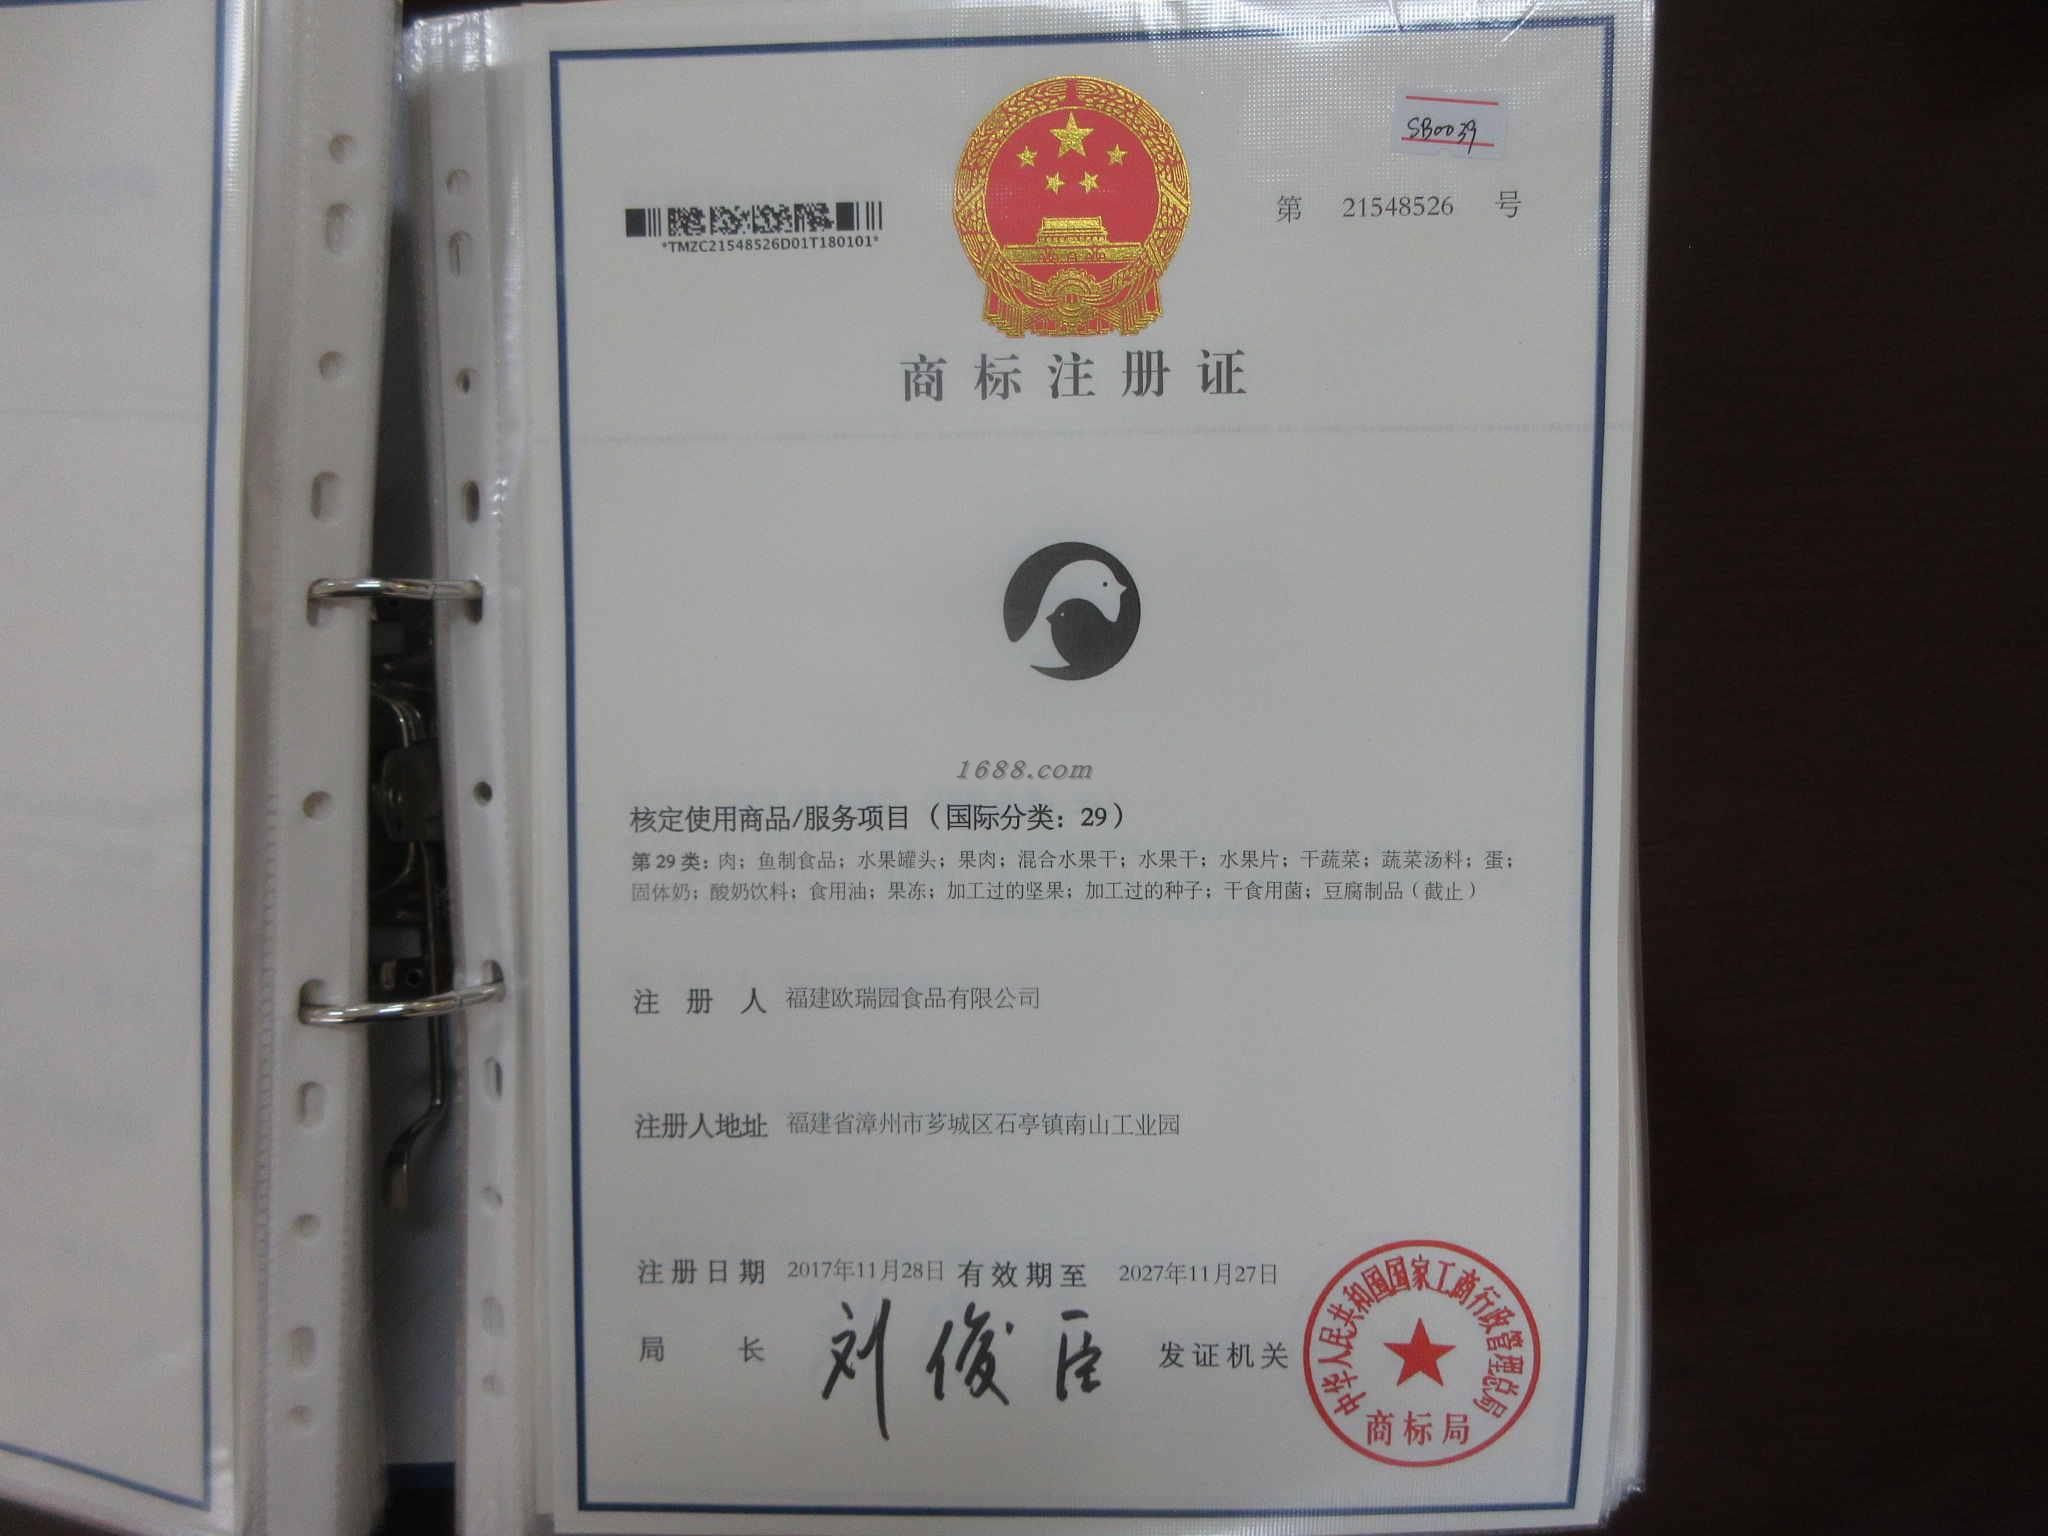 SB0039
第 21548526 号
*TMZC21548526D01T180101*
商标注册证
1688.com
核定使用商品/服务项目（国际分类：29）
第29类：肉；鱼制食品；水果罐头；果肉；混合水果干；水果干；水果片；干蔬菜；蔬菜汤料；蛋；
固体奶；酸奶饮料；食用油；果冻；加工过的坚果；加工过的种子；干食用菌；豆腐制品（截止）
注册人 福建欧瑞园食品有限公司
注册人地址 福建省漳州市芗城区石亭镇南山工业园
注册日期 2017年11月28日 有效期至 2027年11月27日
局长 刘俊臣 发证机关
中华人民共和国国家工商行政管理总局
商标局